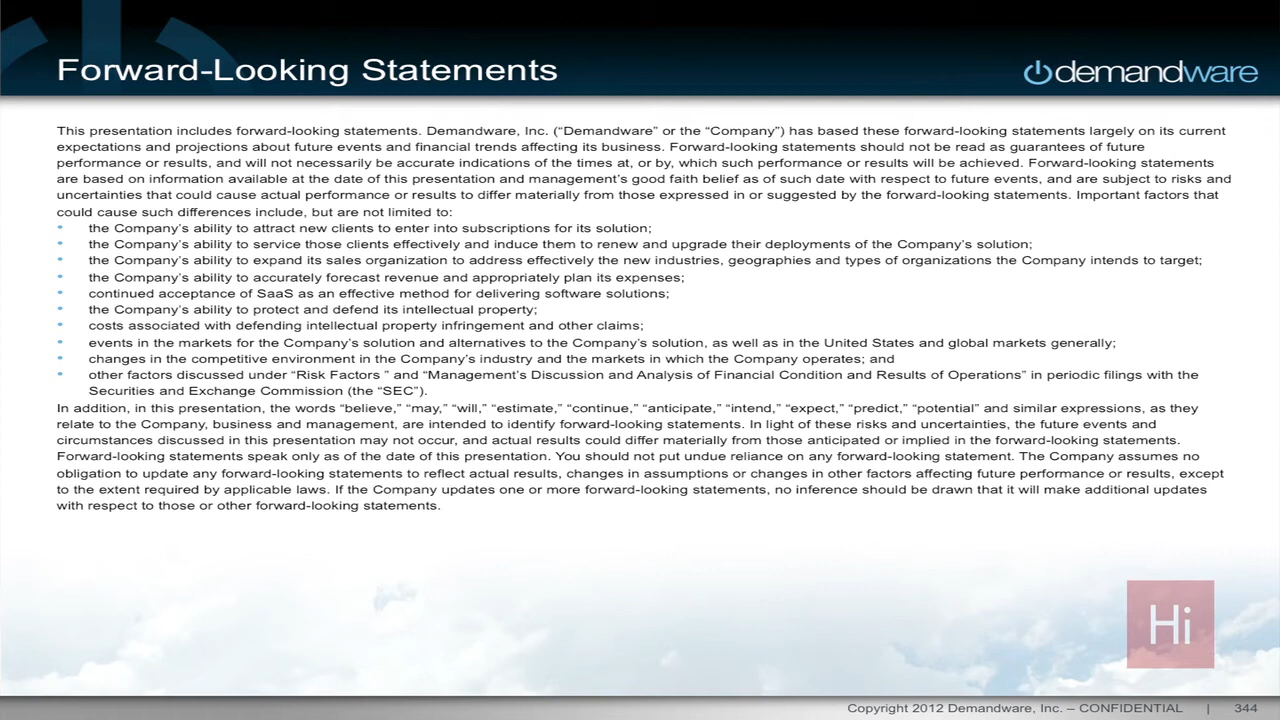 Forward-Looking Statements
demandware
This presentation includes forward-looking statements. Demandware, Inc. (“Demandware” or the “Company”) has based these forward-looking statements largely on its current
expectations and projections about future events and financial trends affecting its business. Forward-looking statements should not be read as guarantees of future
performance or results, and will not necessarily be accurate indications of the times at, or by, which such performance or results will be achieved. Forward-looking statements
are based on information available at the date of this presentation and management’s good faith belief as of such date with respect to future events, and are subject to risks and
uncertainties that could cause actual performance or results to differ materially from those expressed in or suggested by the forward-looking statements. Important factors that
could cause such differences include, but are not limited to:
• the Company’s ability to attract new clients to enter into subscriptions for its solution;
• the Company’s ability to service those clients effectively and induce them to renew and upgrade their deployments of the Company’s solution;
• the Company’s ability to expand its sales organization to address effectively the new industries, geographies and types of organizations the Company intends to target;
• the Company’s ability to accurately forecast revenue and appropriately plan its expenses;
• continued acceptance of SaaS as an effective method for delivering software solutions;
• the Company’s ability to protect and defend its intellectual property;
• costs associated with defending intellectual property infringement and other claims;
• events in the markets for the Company’s solution and alternatives to the Company’s solution, as well as in the United States and global markets generally;
• changes in the competitive environment in the Company’s industry and the markets in which the Company operates; and
• other factors discussed under “Risk Factors ” and “Management’s Discussion and Analysis of Financial Condition and Results of Operations” in periodic filings with the
Securities and Exchange Commission (the “SEC”).
In addition, in this presentation, the words “believe,” “may,” “will,” “estimate,” “continue,” “anticipate,” “intend,” “expect,” “predict,” “potential” and similar expressions, as they
relate to the Company, business and management, are intended to identify forward-looking statements. In light of these risks and uncertainties, the future events and
circumstances discussed in this presentation may not occur, and actual results could differ materially from those anticipated or implied in the forward-looking statements.
Forward-looking statements speak only as of the date of this presentation. You should not put undue reliance on any forward-looking statement. The Company assumes no
obligation to update any forward-looking statements to reflect actual results, changes in assumptions or changes in other factors affecting future performance or results, except
to the extent required by applicable laws. If the Company updates one or more forward-looking statements, no inference should be drawn that it will make additional updates
with respect to those or other forward-looking statements.
Hi
Copyright 2012 Demandware, Inc. – CONFIDENTIAL | 344